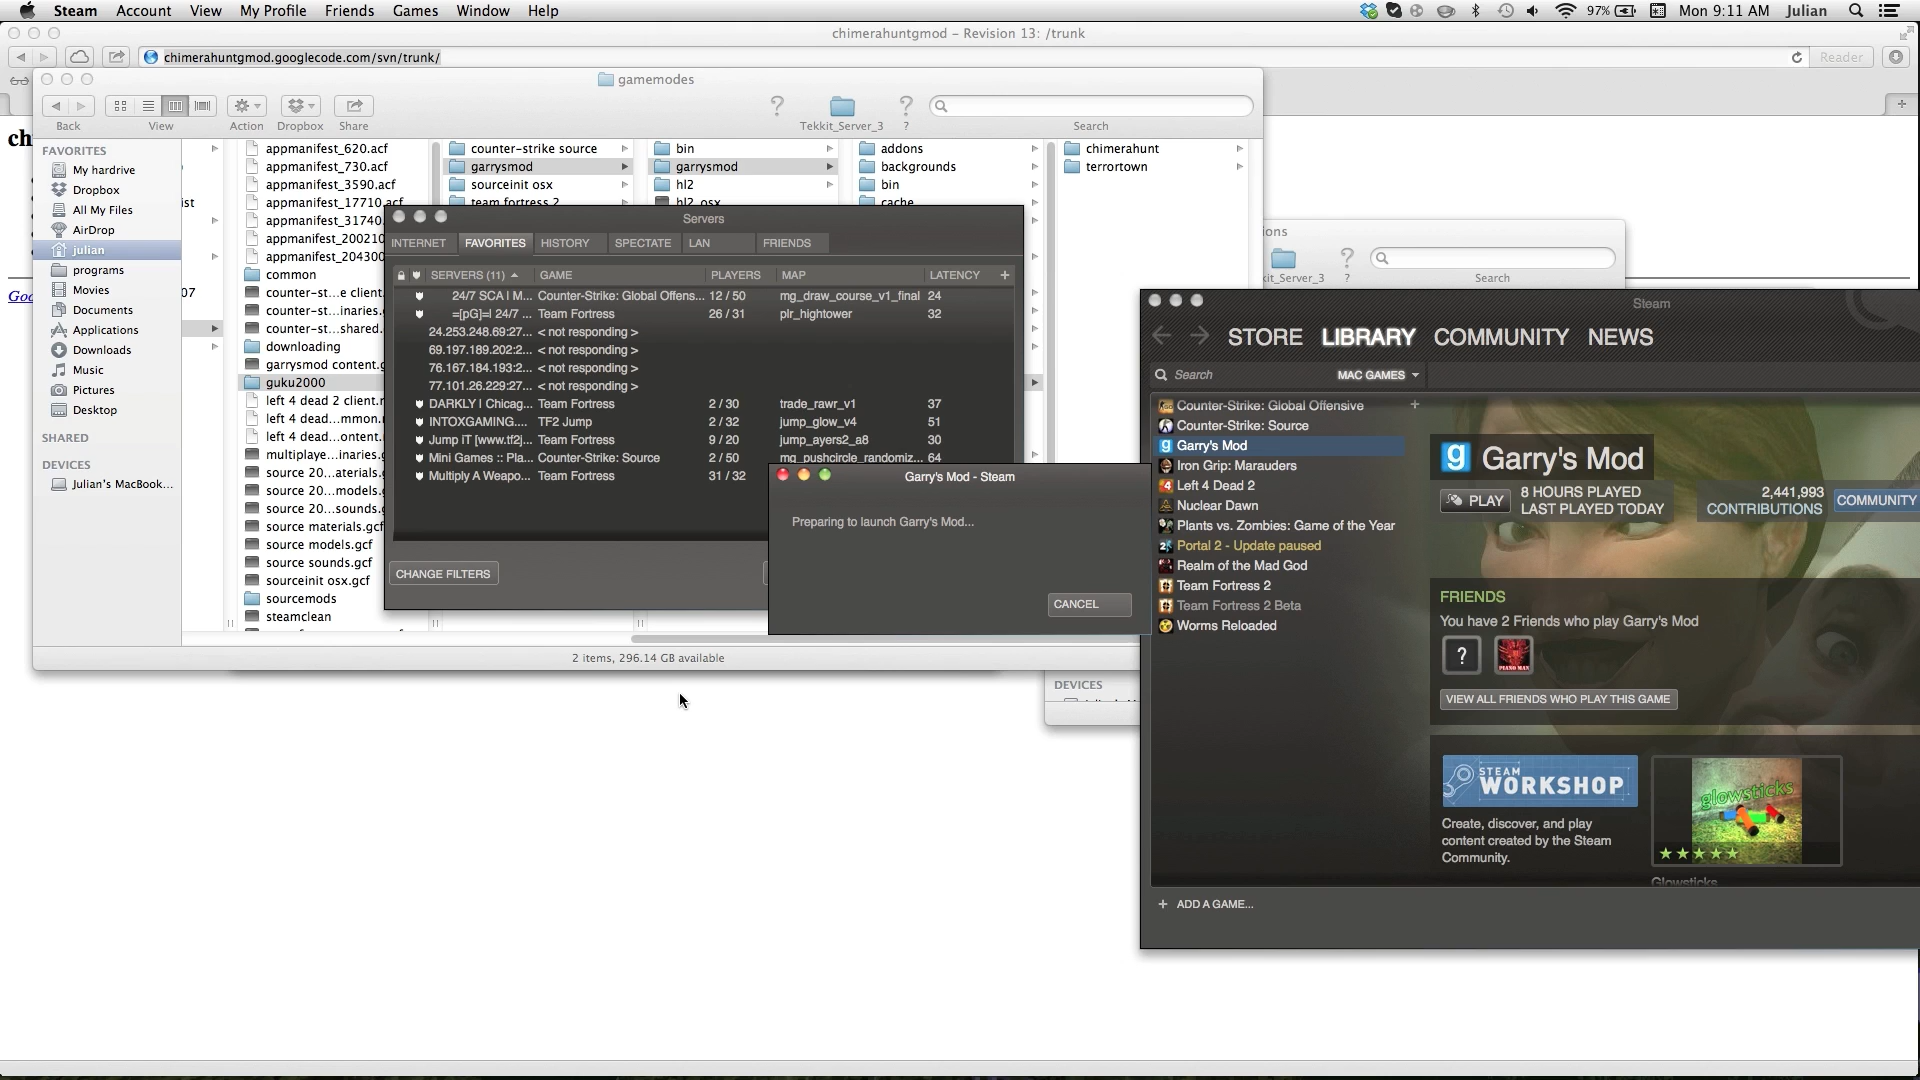 Steam Account View My Profile Friends Games Window Help 97% Mon 9:11 AM Julian
chimerahuntgmod – Revision 13: /trunk
chimerahuntgmod.googlecode.com/svn/trunk/ Reader
gamemodes
Back View Action Dropbox Share ? Tekkit_Server_3 ? ? Search
FAVORITES
My hardrive
Dropbox
All My Files
AirDrop
julian
programs
Movies
Documents
Applications
Downloads
Music
Pictures
Desktop
SHARED
DEVICES
Julian's MacBook...
appmanifest_620.acf
appmanifest_730.acf
appmanifest_3590.acf
appmanifest_17710.acf
appmanifest_31740
appmanifest_200210
appmanifest_204300
common
counter-st...e client.
counter-st...inaries.
counter-st...shared.
downloading
garrysmod content.g
guku2000
left 4 dead 2 client.r
left 4 dead...mmon.
left 4 dead...ontent.
multiplaye...inaries.
source 20...aterials.
source 20...models.
source 20...sounds.
source materials.gcf
source models.gcf
source sounds.gcf
sourceinit osx.gcf
sourcemods
steamclean
counter-strike source
garrysmod
sourceinit osx
team fortress 2
bin
garrysmod
hl2
hl2_osx
addons
backgrounds
bin
cache
chimerahunt
terrortown
2 items, 296.14 GB available
ions
kit_Server_3 ? ? Search
DEVICES
Servers
INTERNET FAVORITES HISTORY SPECTATE LAN FRIENDS
SERVERS (11) GAME PLAYERS MAP LATENCY +
24/7 SCA | M... Counter-Strike: Global Offens... 12 / 50 mg_draw_course_v1_final 24
=[pG]=| 24/7 ... Team Fortress 26 / 31 plr_hightower 32
24.253.248.69:27... < not responding >
69.197.189.202:2... < not responding >
76.167.184.193:2... < not responding >
77.101.26.229:27... < not responding >
DARKLY | Chicag... Team Fortress 2 / 30 trade_rawr_v1 37
INTOXGAMING.... TF2 Jump 2 / 32 jump_glow_v4 51
Jump iT [www.tf2j... Team Fortress 9 / 20 jump_ayers2_a8 30
Mini Games :: Pla... Counter-Strike: Source 2 / 50 mg_pushcircle_randomiz... 64
Multiply A Weapo... Team Fortress 31 / 32
CHANGE FILTERS
Garry's Mod - Steam
Preparing to launch Garry's Mod...
CANCEL
Steam
STORE LIBRARY COMMUNITY NEWS
Search MAC GAMES
Counter-Strike: Global Offensive +
Counter-Strike: Source
Garry's Mod
Iron Grip: Marauders
Left 4 Dead 2
Nuclear Dawn
Plants vs. Zombies: Game of the Year
Portal 2 - Update paused
Realm of the Mad God
Team Fortress 2
Team Fortress 2 Beta
Worms Reloaded
+ ADD A GAME...
g Garry's Mod
PLAY 8 HOURS PLAYED
LAST PLAYED TODAY
2,441,993
CONTRIBUTIONS
COMMUNITY
FRIENDS
You have 2 Friends who play Garry's Mod
? PIANO MAN
VIEW ALL FRIENDS WHO PLAY THIS GAME
STEAM
WORKSHOP
Create, discover, and play
content created by the Steam
Community.
glowsticks
Glowsticks